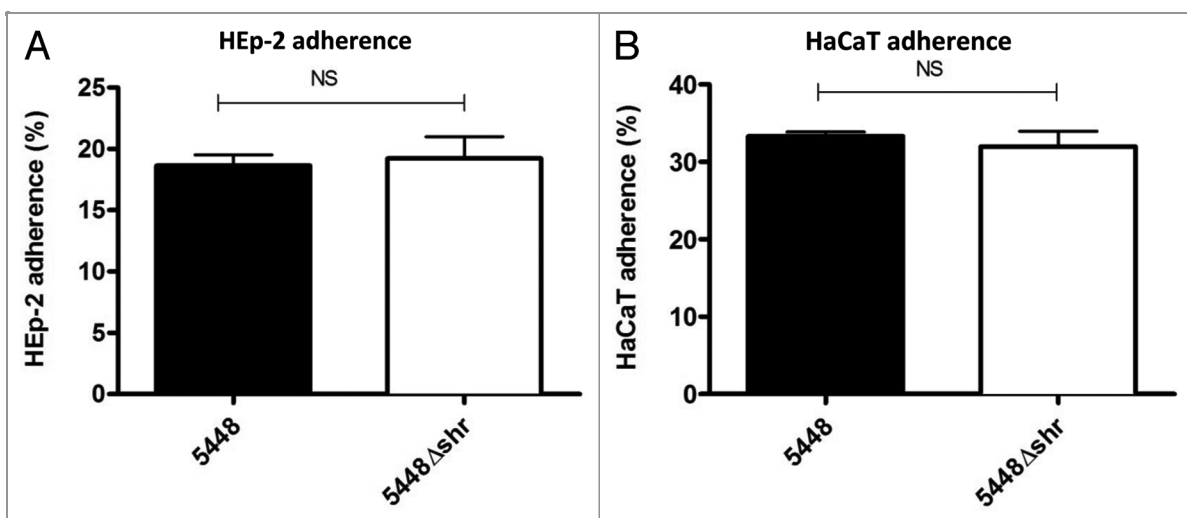 A
HEp-2 adherence
NS
HEp-2 adherence (%)
25
20
15
10
5
0
5448
5448Δshr
B
HaCaT adherence
NS
HaCaT adherence (%)
40
30
20
10
0
5448
5448Δshr